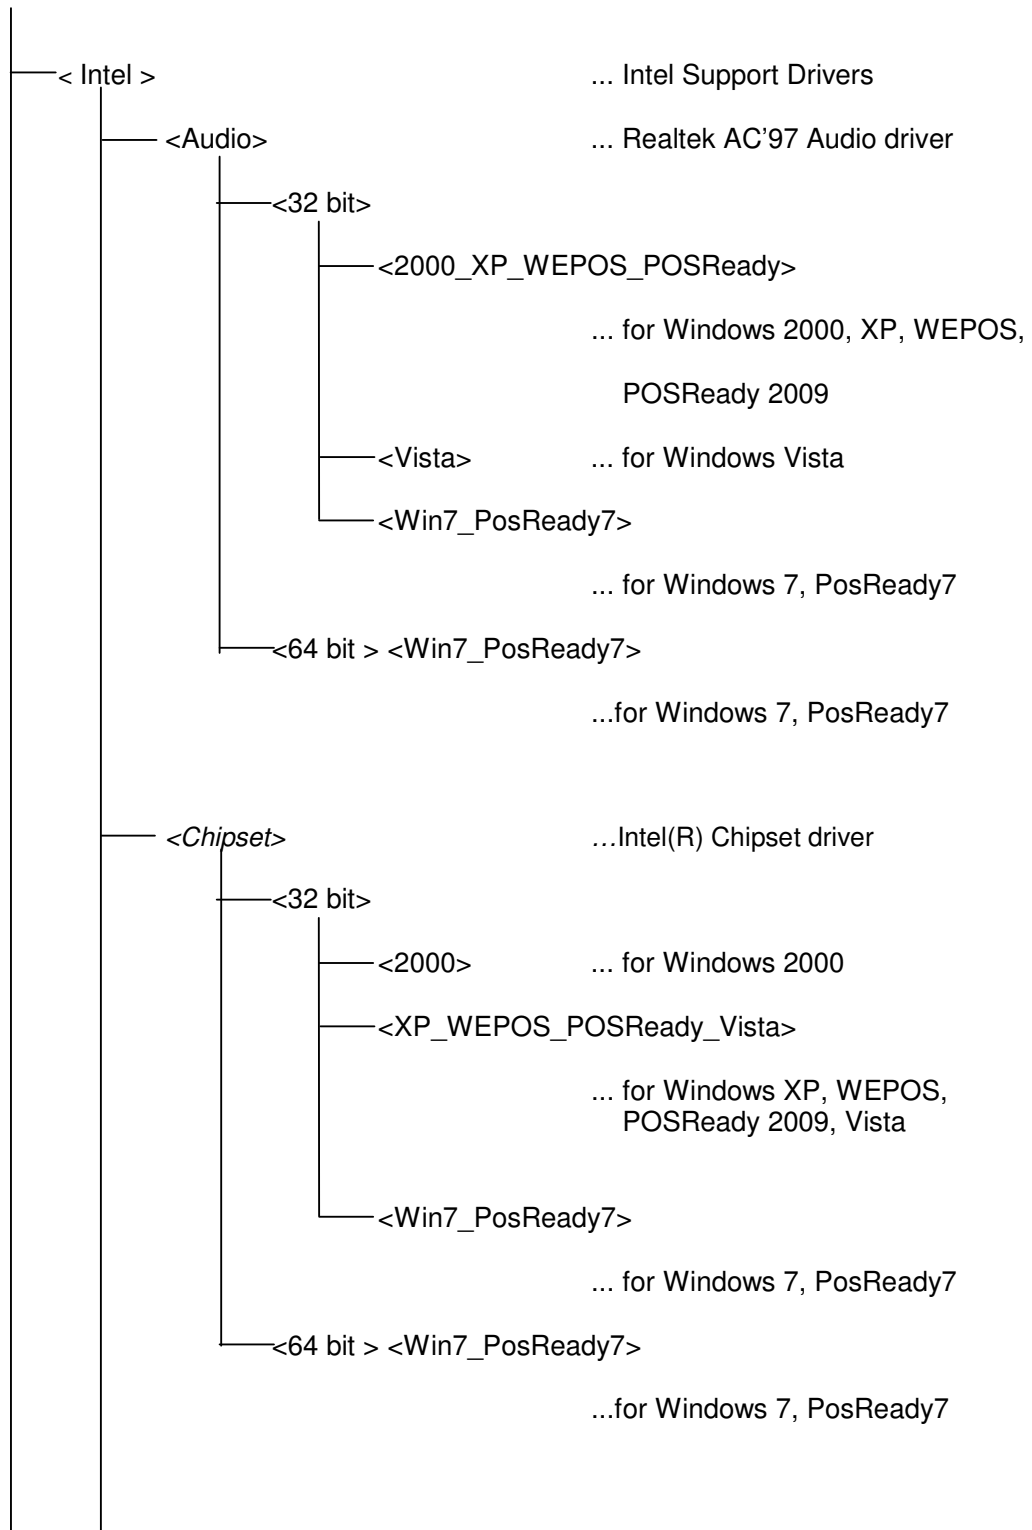 < Intel > ... Intel Support Drivers
<Audio> ... Realtek AC'97 Audio driver
<32 bit>
<2000_XP_WEPOS_POSReady>
... for Windows 2000, XP, WEPOS,
POSReady 2009
<Vista> ... for Windows Vista
<Win7_PosReady7>
... for Windows 7, PosReady7
<64 bit > <Win7_PosReady7>
...for Windows 7, PosReady7
<Chipset> …Intel(R) Chipset driver
<32 bit>
<2000> ... for Windows 2000
<XP_WEPOS_POSReady_Vista>
... for Windows XP, WEPOS,
POSReady 2009, Vista
<Win7_PosReady7>
... for Windows 7, PosReady7
<64 bit > <Win7_PosReady7>
...for Windows 7, PosReady7